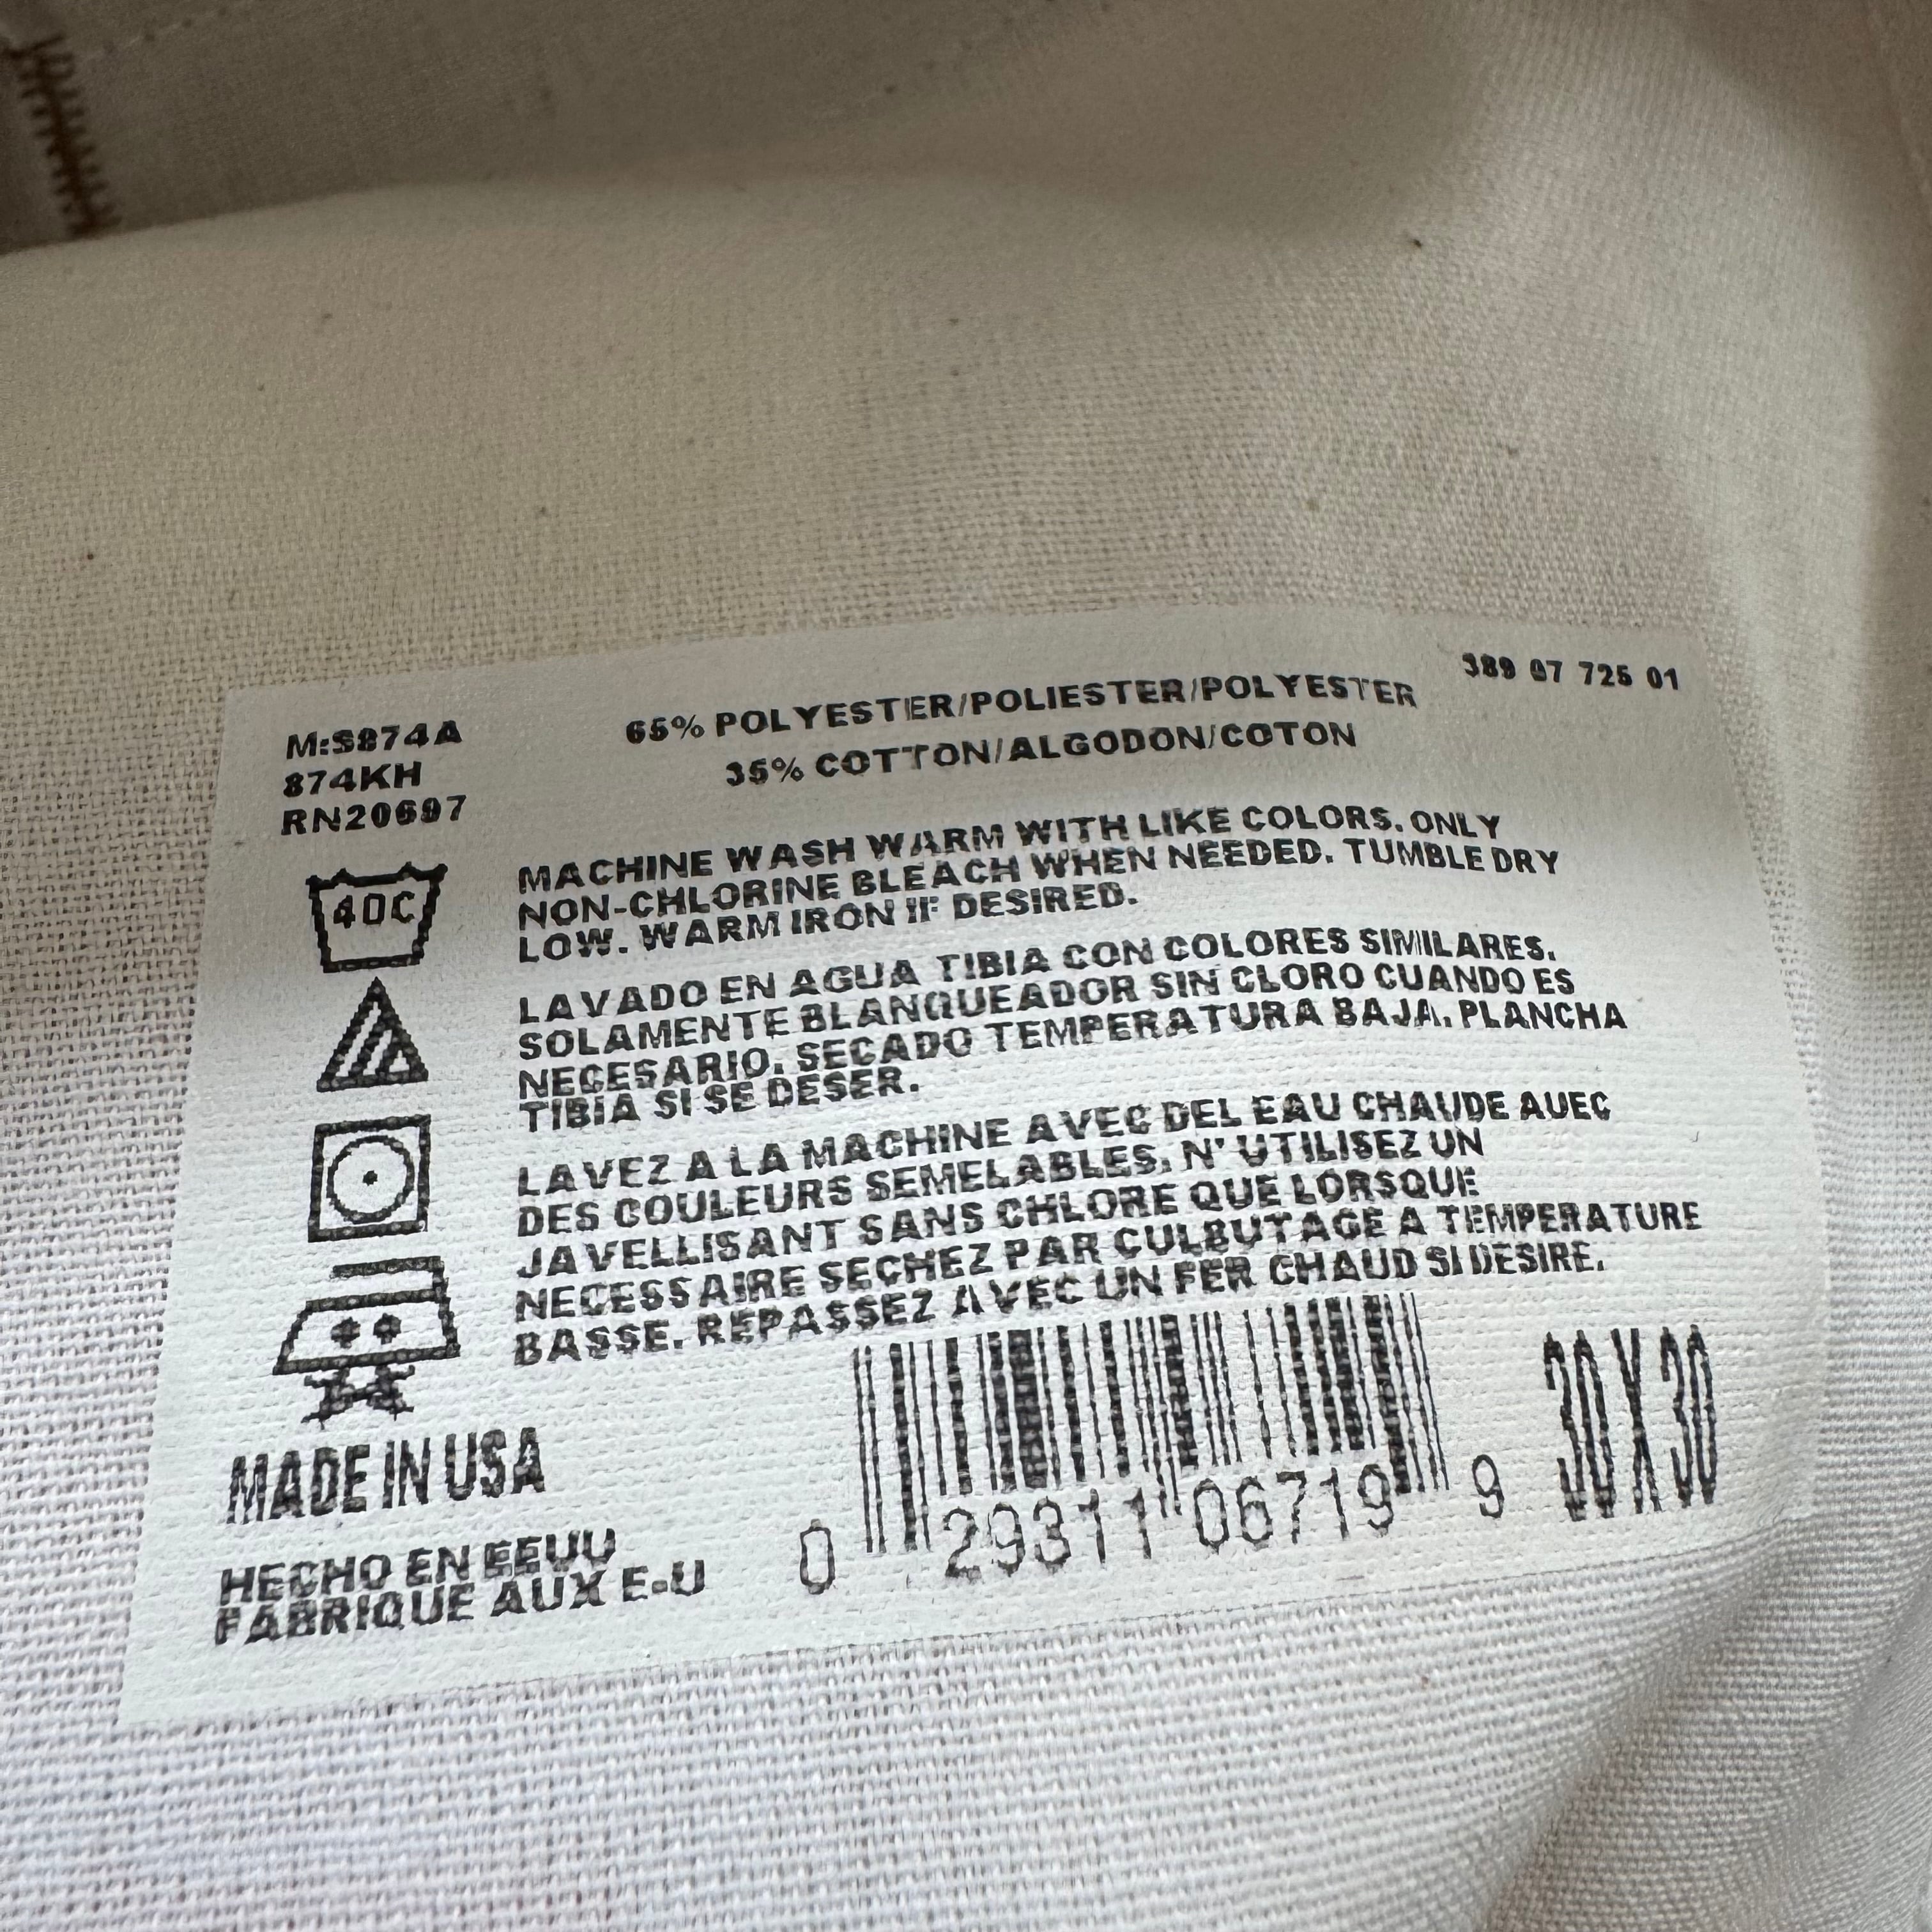 389 07 725 01
M:S874A
874KH
RN20697
65% POLYESTER/POLIESTER/POLYESTER
35% COTTON/ALGODON/COTON
40C
MACHINE WASH WARM WITH LIKE COLORS. ONLY
NON-CHLORINE BLEACH WHEN NEEDED. TUMBLE DRY
LOW. WARM IRON IF DESIRED.
LAVADO EN AGUA TIBIA CON COLORES SIMILARES.
SOLAMENTE BLANQUEADOR SIN CLORO CUANDO ES
NECESARIO. SECADO TEMPERATURA BAJA. PLANCHA
TIBIA SI SE DESER.
LAVEZ A LA MACHINE AVEC DEL EAU CHAUDE AUEC
DES COULEURS SEMELABLES. N' UTILISEZ UN
JAVELLISANT SANS CHLORE QUE LORSQUE
NECESSAIRE SECHEZ PAR CULBUTAGE A TEMPERATURE
BASSE. REPASSEZ AVEC UN FER CHAUD SI DESIRE.
MADE IN USA
HECHO EN EEUU
FABRIQUE AUX E-U
0 29311 06719 9
30 X 30